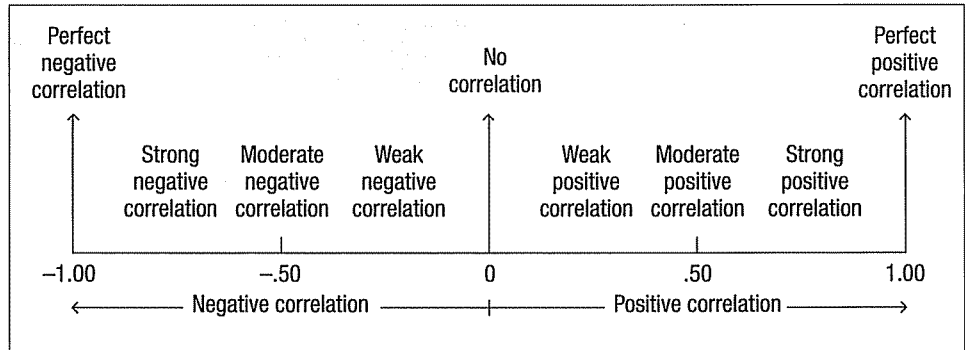 Perfect
negative
correlation
No
correlation
Perfect
positive
correlation
Strong
negative
correlation
Moderate
negative
correlation
Weak
negative
correlation
Weak
positive
correlation
Moderate
positive
correlation
Strong
positive
correlation
–1.00
–.50
0
.50
1.00
Negative correlation
Positive correlation